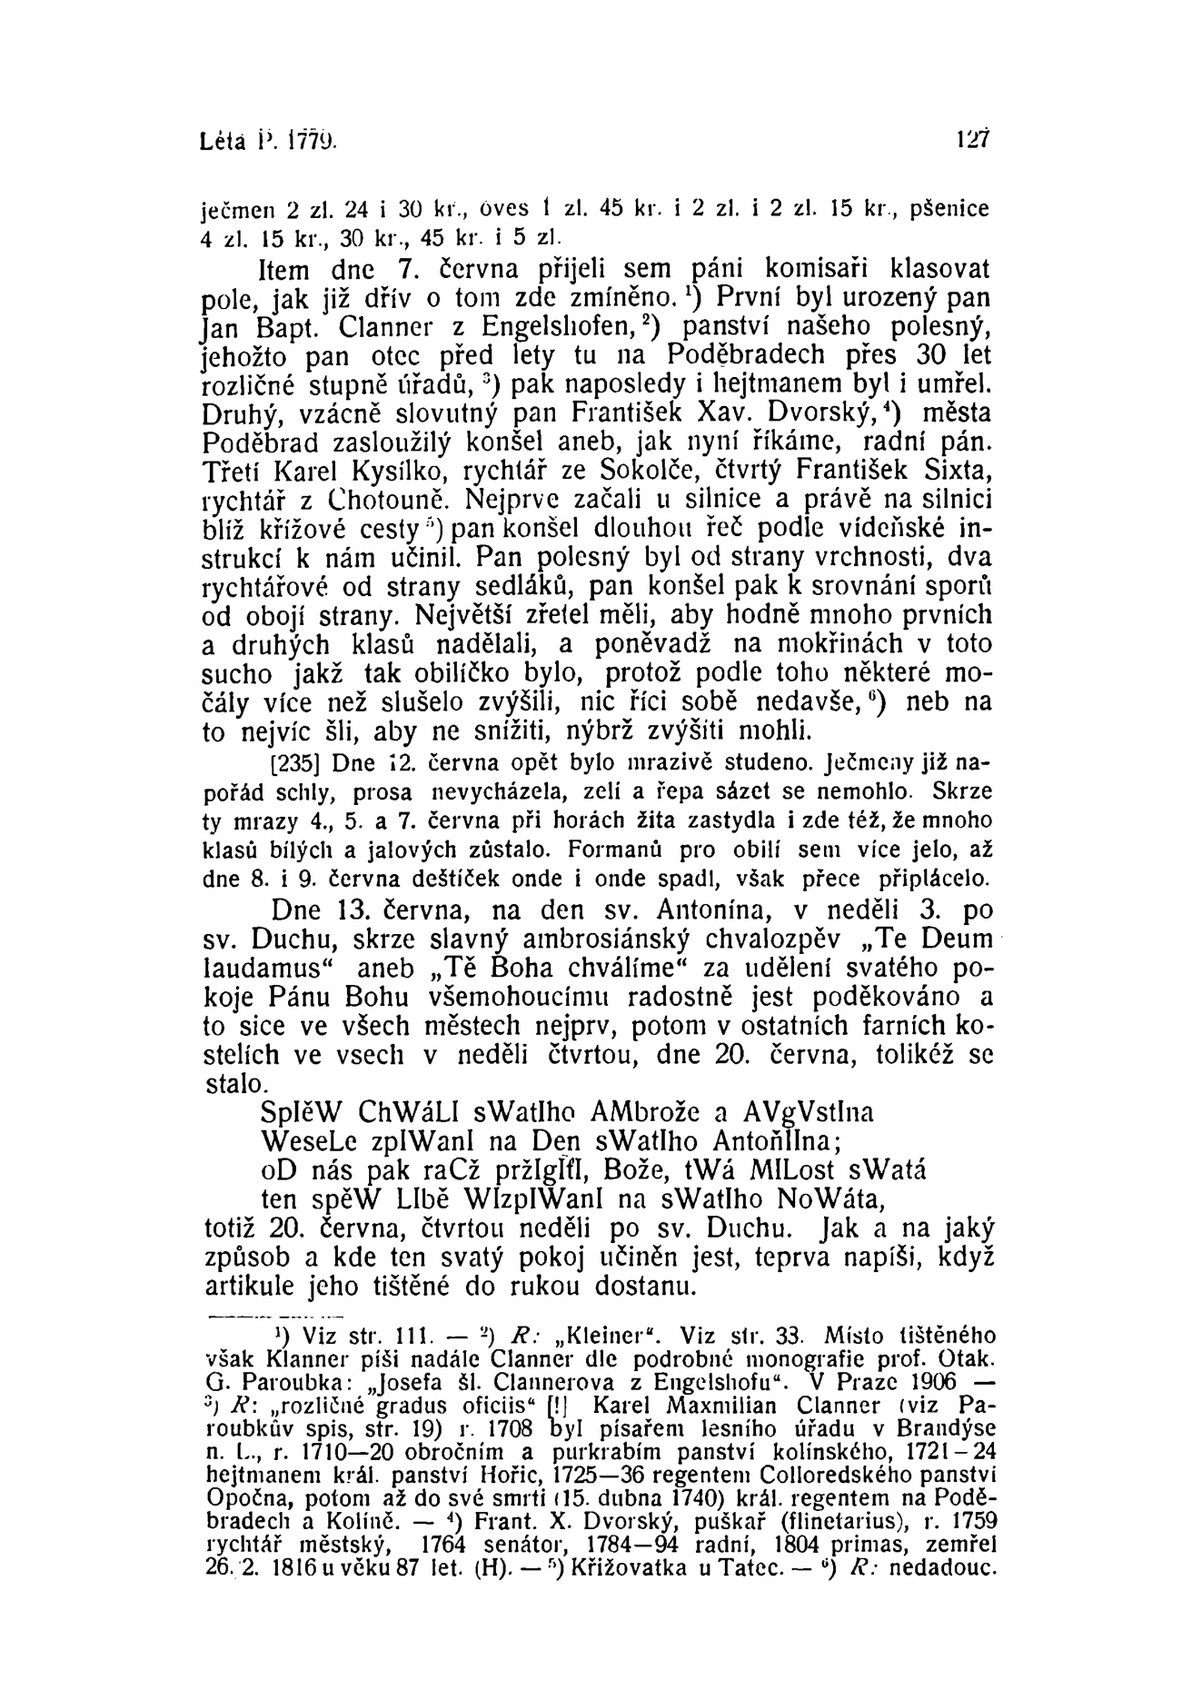 Léta P. 1779. 127
ječmen 2 zl. 24 i 30 kr., oves 1 zl. 45 kr. i 2 zl. i 2 zl. 15 kr., pšenice
4 zl. 15 kr., 30 kr., 45 kr. i 5 zl.
Item dne 7. června přijeli sem páni komisaři klasovat
pole, jak již dřív o tom zde zmíněno. ¹) První byl urozený pan
Jan Bapt. Clanner z Engelshofen, ²) panství našeho polesný,
jehožto pan otec před lety tu na Poděbradech přes 30 let
rozličné stupně úřadů, ³) pak naposledy i hejtmanem byl i umřel.
Druhý, vzácně slovutný pan František Xav. Dvorský, ⁴) města
Poděbrad zasloužilý konšel aneb, jak nyní říkáme, radní pán.
Třetí Karel Kysilko, rychtář ze Sokolče, čtvrtý František Sixta,
rychtář z Chotouně. Nejprve začali u silnice a právě na silnici
blíž křížové cesty ⁵) pan konšel dlouhou řeč podle vídeňské in-
strukcí k nám učinil. Pan polesný byl od strany vrchnosti, dva
rychtářové od strany sedláků, pan konšel pak k srovnání sporů
od obojí strany. Největší zřetel měli, aby hodně mnoho prvních
a druhých klasů nadělali, a poněvadž na mokřinách v toto
sucho jakž tak obilíčko bylo, protož podle toho některé mo-
čály více než slušelo zvýšili, nic říci sobě nedavše, ⁶) neb na
to nejvíc šli, aby ne snížiti, nýbrž zvýšiti mohli.
[235] Dne 12. června opět bylo mrazivě studeno. Ječmeny již na-
pořád schly, prosa nevycházela, zelí a řepa sázet se nemohlo. Skrze
ty mrazy 4., 5. a 7. června při horách žita zastydla i zde též, že mnoho
klasů bílých a jalových zůstalo. Formanů pro obilí sem více jelo, až
dne 8. i 9. června deštíček onde i onde spadl, však přece připlácelo.
Dne 13. června, na den sv. Antonína, v neděli 3. po
sv. Duchu, skrze slavný ambrosiánský chvalozpěv „Te Deum
laudamus“ aneb „Tě Boha chválíme“ za udělení svatého po-
koje Pánu Bohu všemohoucímu radostně jest poděkováno a
to sice ve všech městech nejprv, potom v ostatních farních ko-
stelích ve vsech v neděli čtvrtou, dne 20. června, tolikéž se
stalo.
SpIěW ChWáLI sWatIho AMbrože a AVgVstIna
WeseLe zpIWanI na Den sWatIho AntoňIIna;
oD nás pak raCž pržIgItI, Bože, tWá MILost sWatá
ten spěW LIbě WIzpIWanI na sWatIho NoWáta,
totiž 20. června, čtvrtou neděli po sv. Duchu. Jak a na jaký
způsob a kde ten svatý pokoj učiněn jest, teprva napíši, když
artikule jeho tištěné do rukou dostanu.
¹) Viz str. 111. — ²) R: „Kleiner“. Viz str. 33. Místo tištěného
však Klanner píši nadále Clanner dle podrobné monografie prof. Otak.
G. Paroubka: „Josefa šl. Clannerova z Engelshofu“. V Praze 1906 —
³) R: „rozličné gradus oficiis“ [!] Karel Maxmilian Clanner (viz Pa-
roubkův spis, str. 19) r. 1708 byl písařem lesního úřadu v Brandýse
n. L., r. 1710—20 obročním a purkrabím panství kolínského, 1721—24
hejtmanem král. panství Hořic, 1725—36 regentem Colloredského panství
Opočna, potom až do své smrti (15. dubna 1740) král. regentem na Podě-
bradech a Kolíně. — ⁴) Frant. X. Dvorský, puškař (flinetarius), r. 1759
rychtář městský, 1764 senátor, 1784—94 radní, 1804 primas, zemřel
26. 2. 1816 u věku 87 let. (H). — ⁵) Křižovatka u Tatec. — ⁶) R: nedadouc.